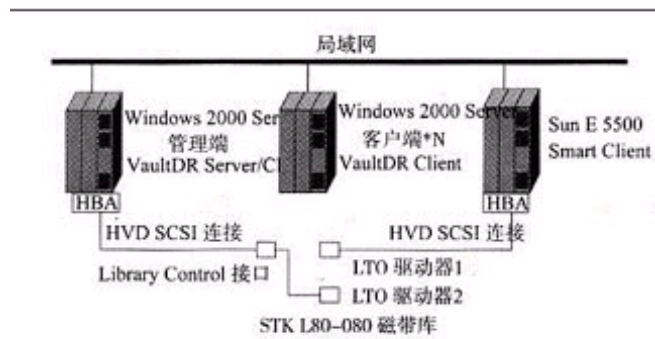 局域网
Windows 2000 Ser
管理端
VaultDR Server/Cl
Windows 2000 Server
客户端*N
VaultDR Client
Sun E 5500
Smart Client
HBA
HBA
HVD SCSI 连接
HVD SCSI 连接
Library Control 接口
LTO 驱动器1
LTO 驱动器2
STK L80-080 磁带库